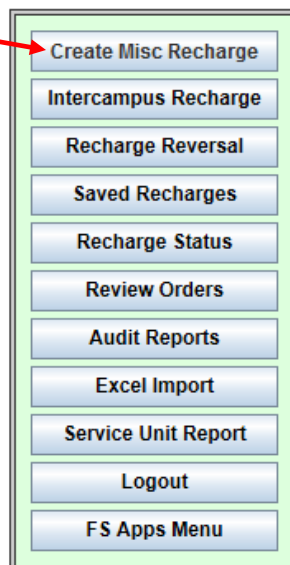 Create Misc Recharge
Intercampus Recharge
Recharge Reversal
Saved Recharges
Recharge Status
Review Orders
Audit Reports
Excel Import
Service Unit Report
Logout
FS Apps Menu